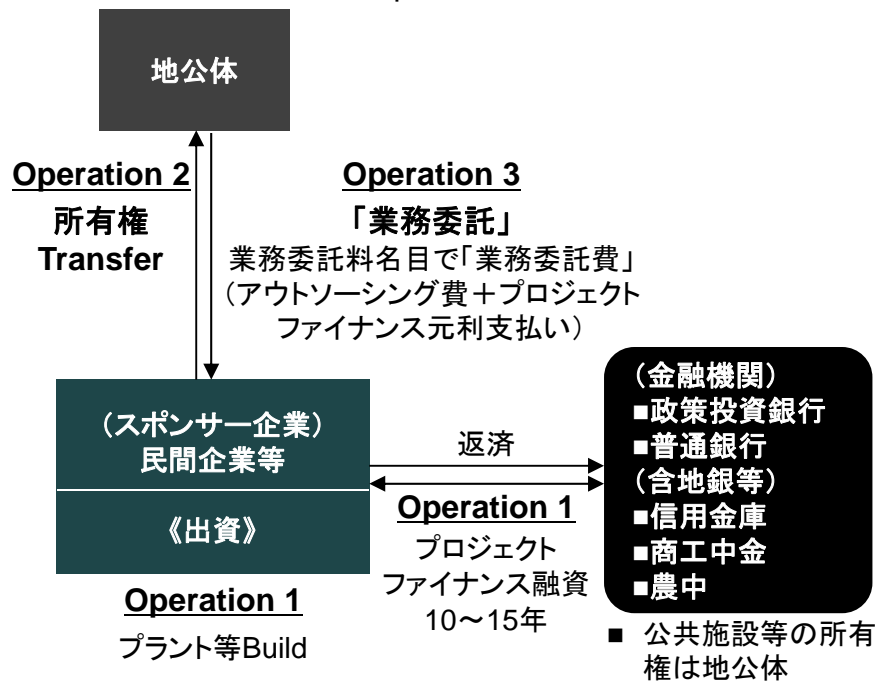 地公体
Operation 2
所有権
Transfer
Operation 3
「業務委託」
業務委託料名目で「業務委託費」
（アウトソーシング費＋プロジェクト
ファイナンス元利支払い）
（スポンサー企業）
民間企業等
《出資》
Operation 1
プラント等Build
返済
Operation 1
プロジェクト
ファイナンス融資
10～15年
（金融機関）
■政策投資銀行
■普通銀行
（含地銀等）
■信用金庫
■商工中金
■農中
■ 公共施設等の所有
権は地公体